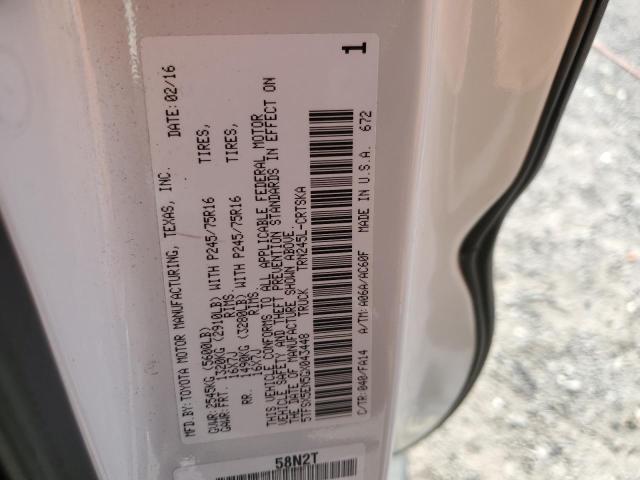 MFD.BY:TOYOTA MOTOR MANUFACTURING, TEXAS, INC. DATE: 02/16
GVWR:2545KG (5600LB)
GAWR:FRT. 1320KG (2910LB) WITH P245/75R16 TIRES,
16X7J RIMS
RR. 1490KG (3280LB) WITH P245/75R16 TIRES,
16X7J RIMS
THIS VEHICLE CONFORMS TO ALL APPLICABLE FEDERAL MOTOR
VEHICLE SAFETY AND THEFT PREVENTION STANDARDS IN EFFECT ON
THE DATE OF MANUFACTURE SHOWN ABOVE.
5TFSX5EN5GX043448 TRUCK TRN245L-CRTSKA
C/TR:040/FA14 A/TM: A06A/AC60F MADE IN U.S.A. 672
1
58N2T